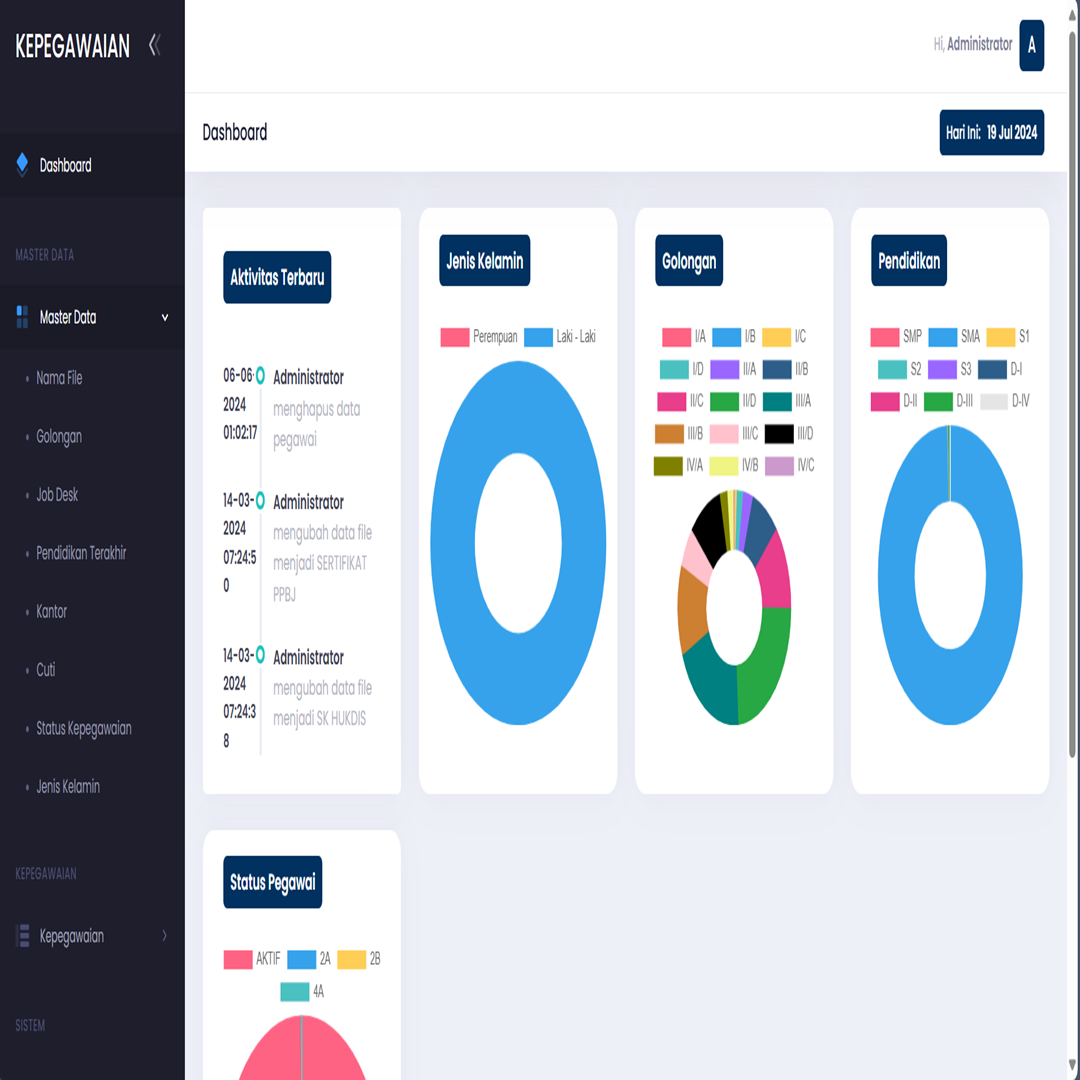 KEPEGAWAIAN
Dashboard
MASTER DATA
Master Data
Nama File
Golongan
Job Desk
Pendidikan Terakhir
Kantor
Cuti
Status Kepegawaian
Jenis Kelamin
KEPEGAWAIAN
Kepegawaian
SISTEM
Hi, Administrator A
Dashboard
Hari Ini: 19 Jul 2024
Aktivitas Terbaru
06-06-
2024
01:02:17
Administrator
menghapus data
pegawai
14-03-
2024
07:24:5
0
Administrator
mengubah data file
menjadi SERTIFIKAT
PPBJ
14-03-
2024
07:24:3
8
Administrator
mengubah data file
menjadi SK HUKDIS
Jenis Kelamin
Perempuan Laki - Laki
Golongan
I/A I/B I/C
I/D II/A II/B
II/C II/D III/A
III/B III/C III/D
IV/A IV/B IV/C
Pendidikan
SMP SMA S1
S2 S3 D-I
D-II D-III D-IV
Status Pegawai
AKTIF 2A 2B
4A